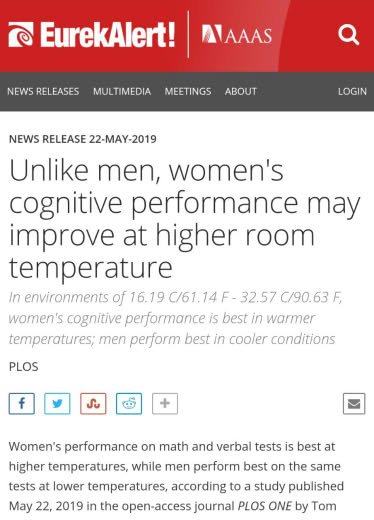 EurekAlert! AAAS
NEWS RELEASES MULTIMEDIA MEETINGS ABOUT LOGIN
NEWS RELEASE 22-MAY-2019
Unlike men, women's
cognitive performance may
improve at higher room
temperature
In environments of 16.19 C/61.14 F - 32.57 C/90.63 F,
women's cognitive performance is best in warmer
temperatures; men perform best in cooler conditions
PLOS
Women's performance on math and verbal tests is best at
higher temperatures, while men perform best on the same
tests at lower temperatures, according to a study published
May 22, 2019 in the open-access journal PLOS ONE by Tom